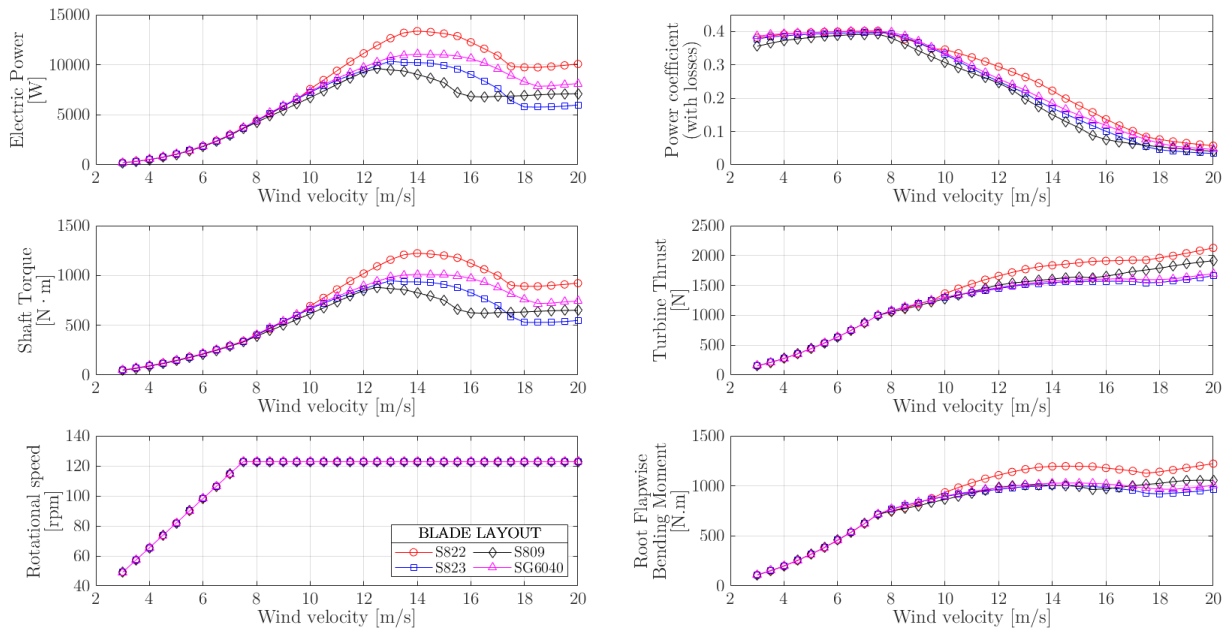 15000
10000
5000
0
Electric Power
[W]
2 4 6 8 10 12 14 16 18 20
Wind velocity [m/s]
0.4
0.3
0.2
0.1
0
Power coefficient
(with losses)
2 4 6 8 10 12 14 16 18 20
Wind velocity [m/s]
1500
1000
500
0
Shaft Torque
[N · m]
2 4 6 8 10 12 14 16 18 20
Wind velocity [m/s]
2500
2000
1500
1000
500
0
Turbine Thrust
[N]
2 4 6 8 10 12 14 16 18 20
Wind velocity [m/s]
140
120
100
80
60
40
Rotational speed
[rpm]
BLADE LAYOUT
S822 S809
S823 SG6040
2 4 6 8 10 12 14 16 18 20
Wind velocity [m/s]
1500
1000
500
0
Root Flapwise
Bending Moment
[N.m]
2 4 6 8 10 12 14 16 18 20
Wind velocity [m/s]